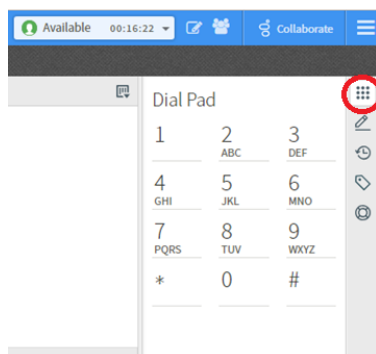 Available 00:16:22 Collaborate
Dial Pad
1 2 3
ABC DEF
4 5 6
GHI JKL MNO
7 8 9
PQRS TUV WXYZ
* 0 #